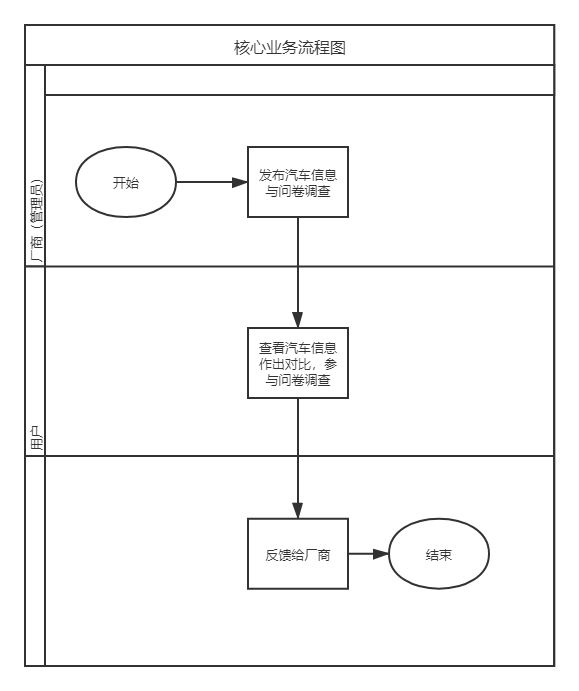 核心业务流程图
厂商（管理员）
开始
发布汽车信息
与问卷调查
用户
查看汽车信息
作出对比，参
与问卷调查
反馈给厂商
结束